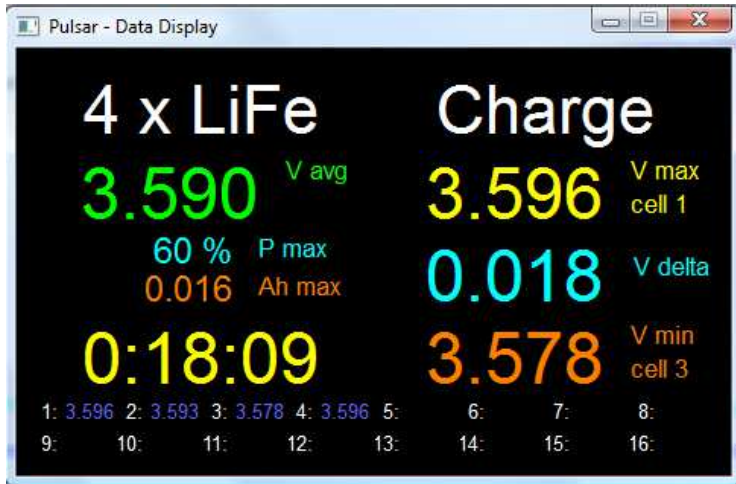 Pulsar - Data Display
4 x LiFe Charge
3.590 V avg 3.596 V max
cell 1
60 % P max
0.016 Ah max
0.018 V delta
0:18:09 3.578 V min
cell 3
1: 3.596 2: 3.593 3: 3.578 4: 3.596 5: 6: 7: 8:
9: 10: 11: 12: 13: 14: 15: 16: